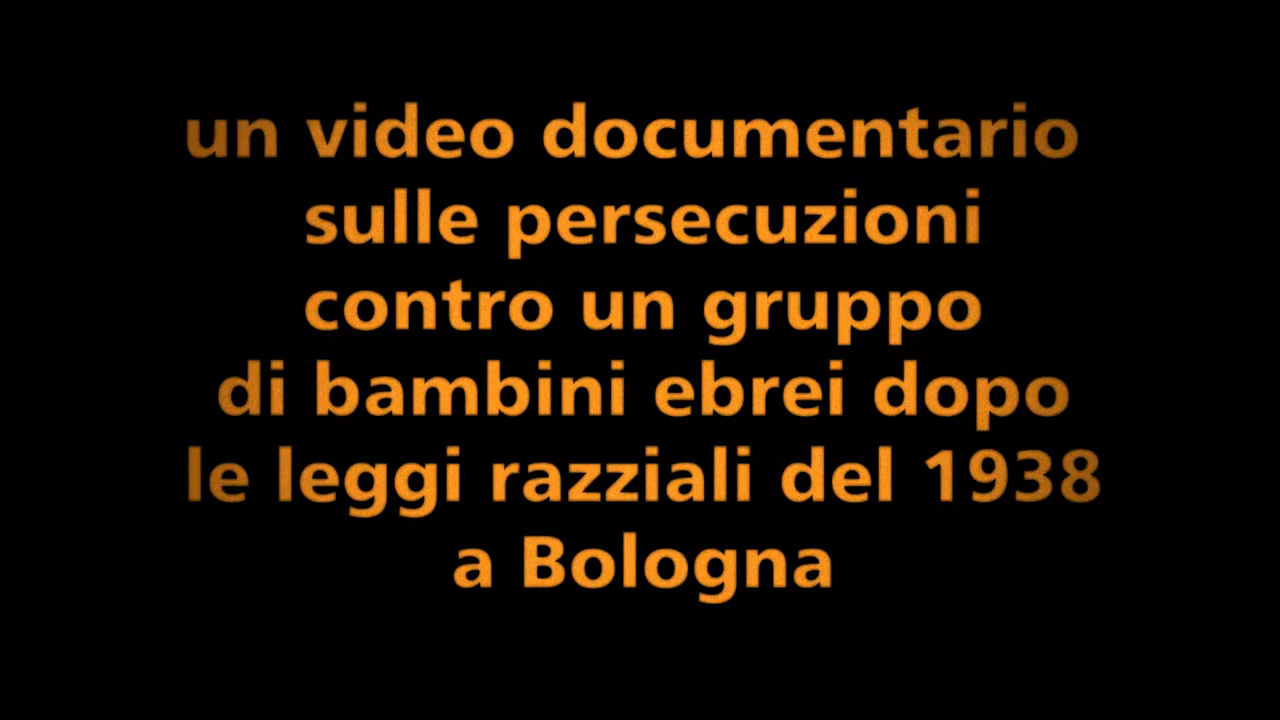 un video documentario
sulle persecuzioni
contro un gruppo
di bambini ebrei dopo
le leggi razziali del 1938
a Bologna